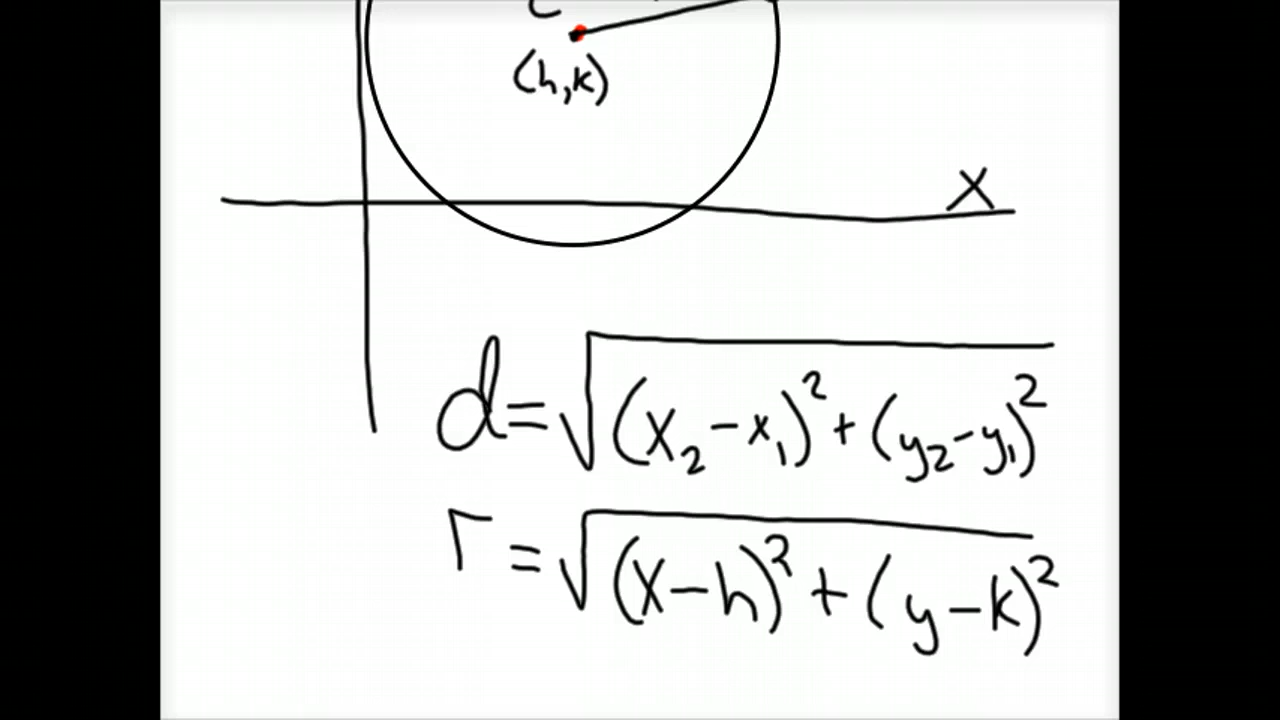 (h,k)
X
d=√(x₂-x₁)²+(y₂-y₁)²
r=√(x-h)²+(y-k)²